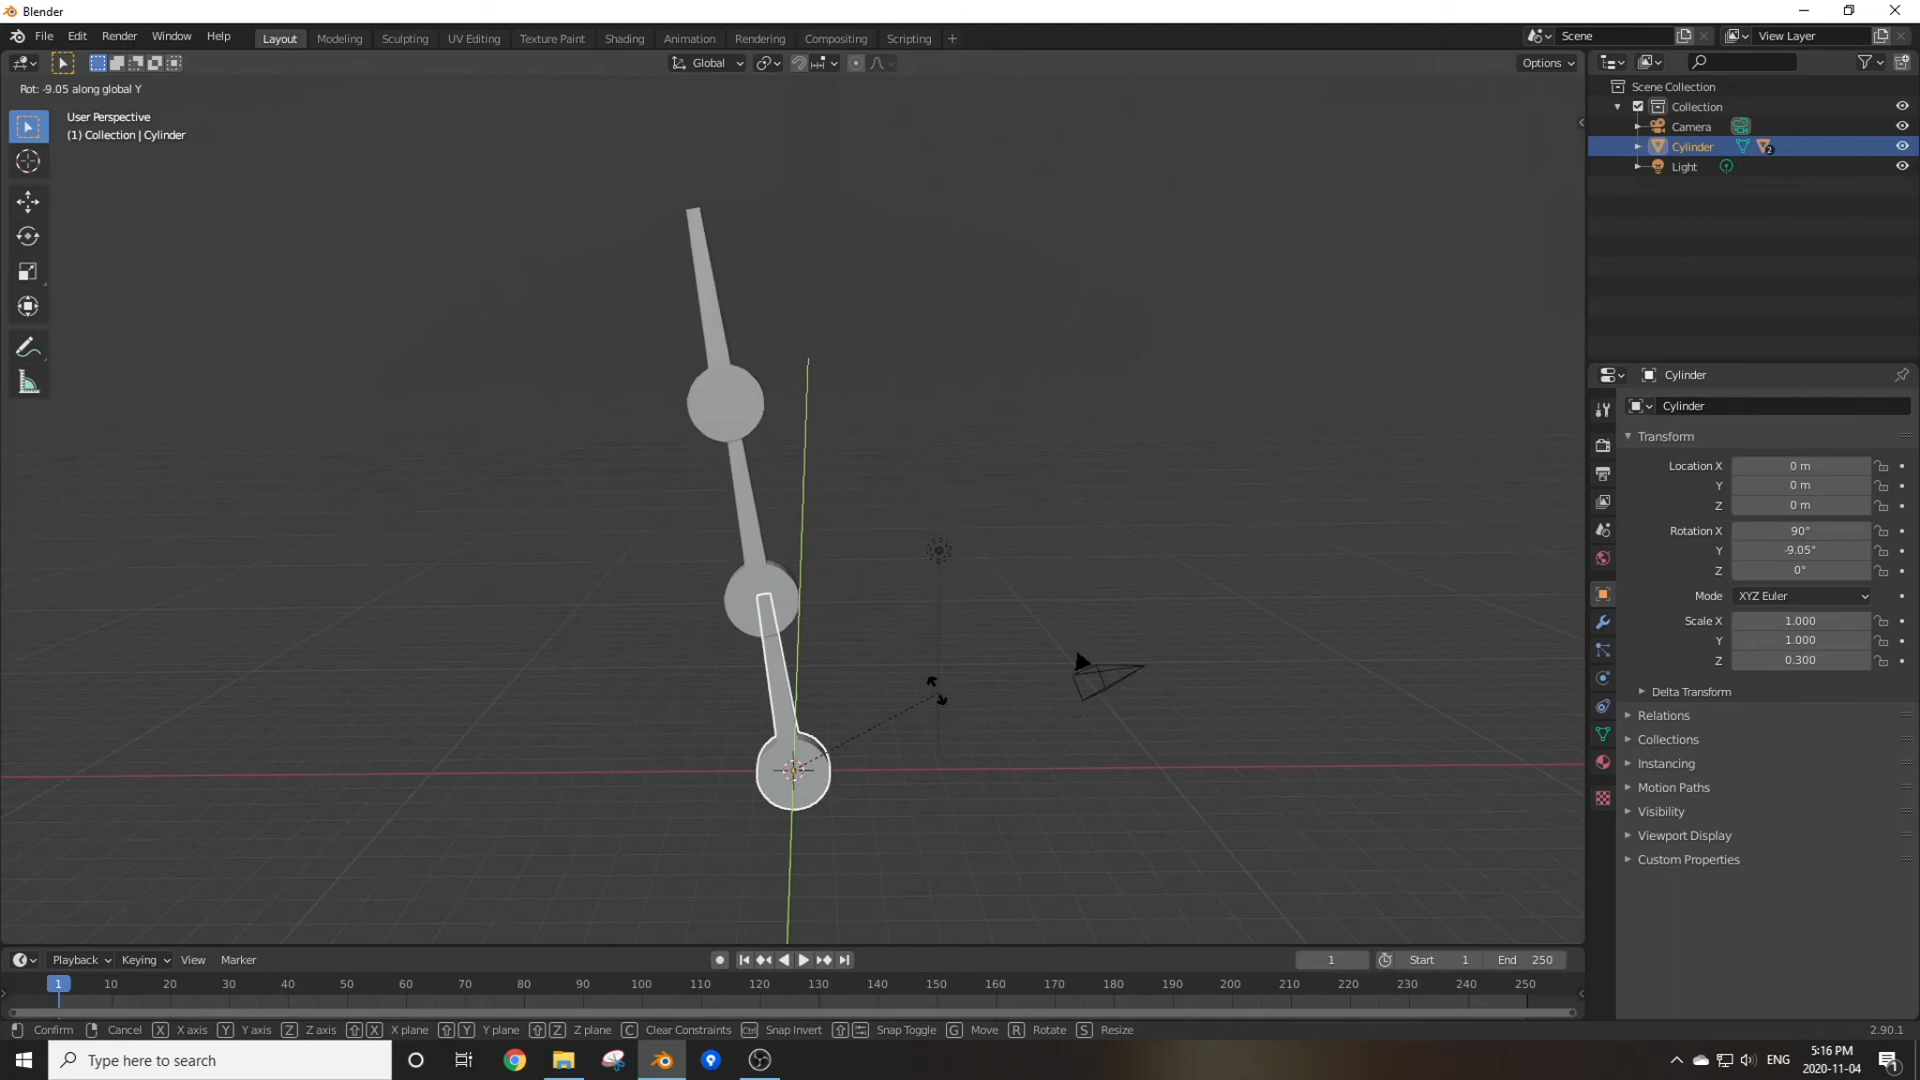 Blender
File Edit Render Window Help
Layout Modeling Sculpting UV Editing Texture Paint Shading Animation Rendering Compositing Scripting
Scene
View Layer
Global
Options
Rot: -9.05 along global Y
User Perspective
(1) Collection | Cylinder
Scene Collection
Collection
Camera
Cylinder 2
Light
Cylinder
Cylinder
Transform
Location X 0 m
Y 0 m
Z 0 m
Rotation X 90°
Y -9.05°
Z 0°
Mode XYZ Euler
Scale X 1.000
Y 1.000
Z 0.300
Delta Transform
Relations
Collections
Instancing
Motion Paths
Visibility
Viewport Display
Custom Properties
Playback Keying View Marker
1 Start 1 End 250
1 10 20 30 40 50 60 70 80 90 100 110 120 130 140 150 160 170 180 190 200 210 220 230 240 250
Confirm Cancel X X axis Y Y axis Z Z axis X X plane Y Y plane Z Z plane C Clear Constraints Ctrl Snap Invert Snap Toggle G Move R Rotate S Resize 2.90.1
Type here to search
ENG
5:16 PM
2020-11-04
1